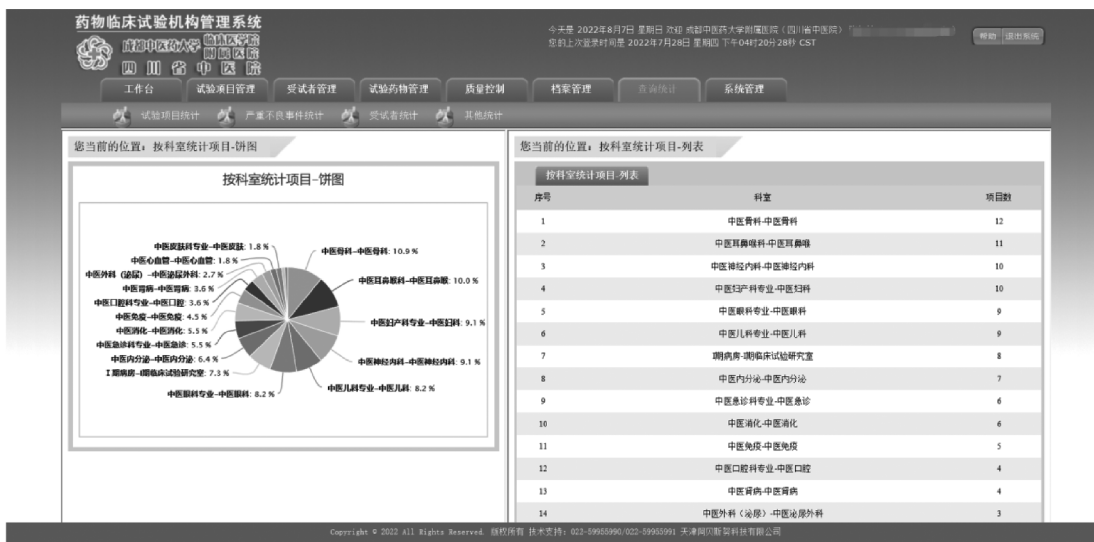 药物临床试验机构管理系统
成都中医药大学 临床医学院 附属医院
四川省中医院
今天是 2022年8月7日 星期日 欢迎 成都中医药大学附属医院(四川省中医院)
您的上次登录时间是 2022年7月28日 星期四 下午04时20分28秒 CST
帮助 退出系统
工作台 试验项目管理 受试者管理 试验药物管理 质量控制 档案管理 查询统计 系统管理
试验项目统计 严重不良事件统计 受试者统计 其他统计
您当前的位置:按科室统计项目-饼图
按科室统计项目-饼图
中医皮肤科专业-中医皮肤: 1.8 %
中医心血管-中医心血管: 1.8 %
中医外科(泌尿)-中医泌尿外科: 2.7 %
中医肾病-中医肾病: 3.6 %
中医口腔科专业-中医口腔: 3.6 %
中医免疫-中医免疫: 4.5 %
中医消化-中医消化: 5.5 %
中医急诊科专业-中医急诊: 5.5 %
中医内分泌-中医内分泌: 6.4 %
I期病房-I期临床试验研究室: 7.3 %
中医眼科专业-中医眼科: 8.2 %
中医骨科-中医骨科: 10.9 %
中医耳鼻喉科-中医耳鼻喉: 10.0 %
中医妇产科专业-中医妇科: 9.1 %
中医神经内科-中医神经内科: 9.1 %
中医儿科专业-中医儿科: 8.2 %
您当前的位置:按科室统计项目-列表
按科室统计项目-列表
序号 科室 项目数
1 中医骨科-中医骨科 12
2 中医耳鼻喉科-中医耳鼻喉 11
3 中医神经内科-中医神经内科 10
4 中医妇产科专业-中医妇科 10
5 中医眼科专业-中医眼科 9
6 中医儿科专业-中医儿科 9
7 I期病房-I期临床试验研究室 8
8 中医内分泌-中医内分泌 7
9 中医急诊科专业-中医急诊 6
10 中医消化-中医消化 6
11 中医免疫-中医免疫 5
12 中医口腔科专业-中医口腔 4
13 中医肾病-中医肾病 4
14 中医外科(泌尿)-中医泌尿外科 3
Copyright © 2022 All Rights Reserved. 版权所有 技术支持:022-59955990/022-59955991 天津阿贝斯努科技有限公司